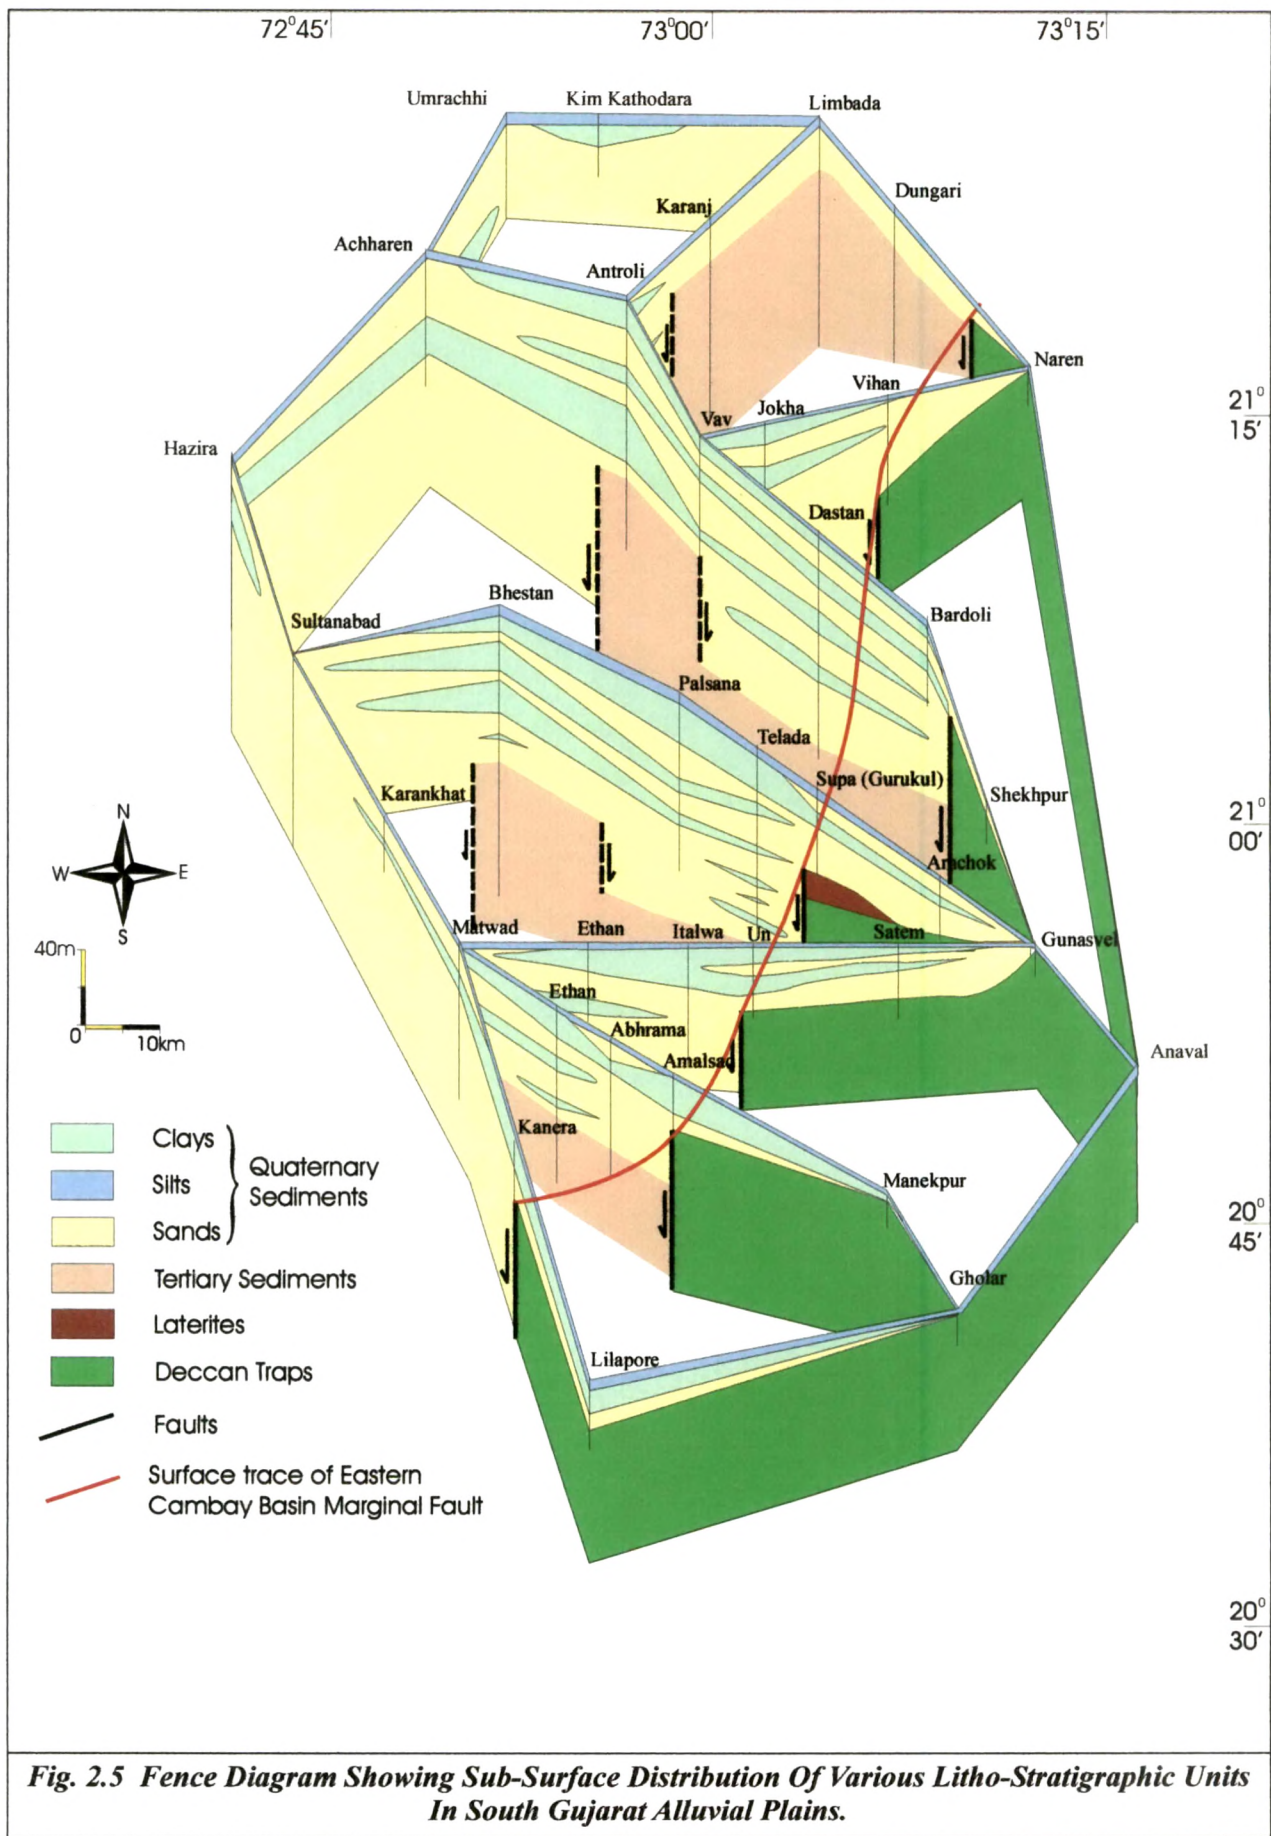 72°45′ 73°00′ 73°15′
Umrachhi Kim Kathodara Limbada
Dungari
Karanj
Achharen
Antroli
Naren
Vihan
Jokha
Vav
21°
15′
Hazira
Dastan
Bhestan
Sultanabad
Bardoli
Palsana
Telada
Supa (Gurukul)
Karankhat
Shekhpur
21°
00′
N
W E
S
Amchok
Matwad Ethan Italwa Un Satem Gunasvel
40m
0
10km
Ethan
Abhrama
Amalsad
Anaval
Kanera
Manekpur
20°
45′
Gholar
Lilapore
Clays
Silts
Sands
Quaternary
Sediments
Tertiary Sediments
Laterites
Deccan Traps
Faults
Surface trace of Eastern
Cambay Basin Marginal Fault
20°
30′
Fig. 2.5 Fence Diagram Showing Sub-Surface Distribution Of Various Litho-Stratigraphic Units
In South Gujarat Alluvial Plains.